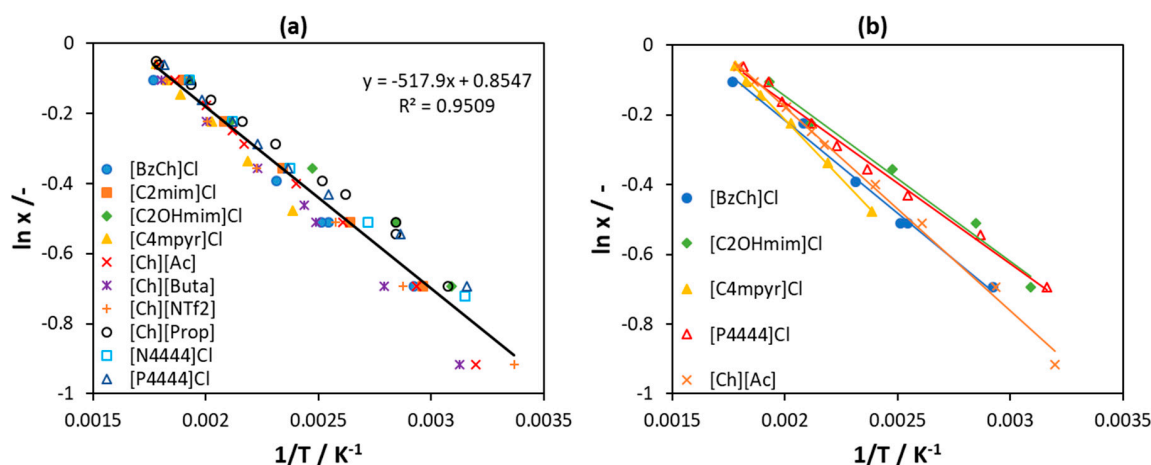 (a)
y = -517.9x + 0.8547
R² = 0.9509
0
-0.2
-0.4
-0.6
-0.8
-1
ln x /-
[BzCh]Cl
[C2mim]Cl
[C2OHmim]Cl
[C4mpyr]Cl
[Ch][Ac]
[Ch][Buta]
[Ch][NTf2]
[Ch][Prop]
[N4444]Cl
[P4444]Cl
0.0015
0.002
0.0025
0.003
0.0035
1/T / K⁻¹
(b)
0
-0.2
-0.4
-0.6
-0.8
-1
ln x /-
[BzCh]Cl
[C2OHmim]Cl
[C4mpyr]Cl
[P4444]Cl
[Ch][Ac]
0.0015
0.002
0.0025
0.003
0.0035
1/T / K⁻¹